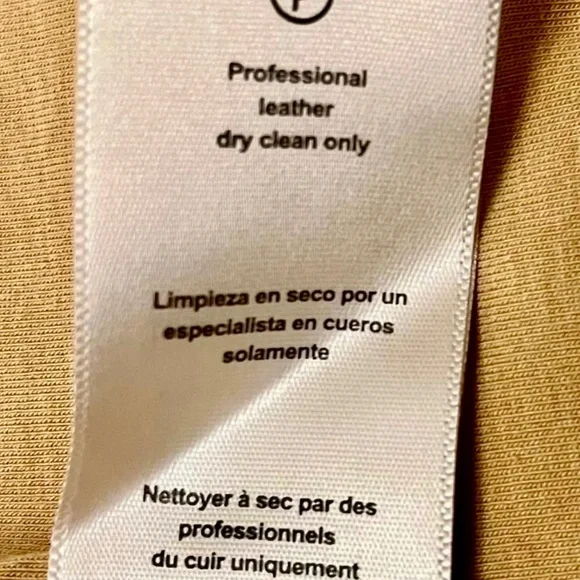 P
Professional
leather
dry clean only
Limpieza en seco por un
especialista en cueros
solamente
Nettoyer à sec par des
professionnels
du cuir uniquement